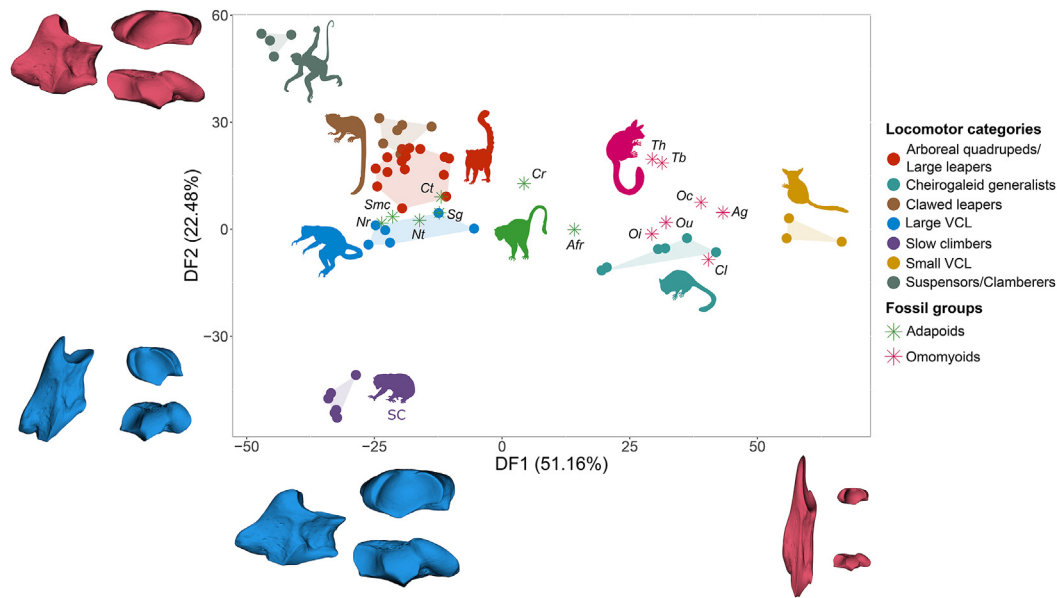 60
30
0
−30
DF2 (22.48%)
−50
−25
0
25
50
DF1 (51.16%)
Th
Tb
Cr
Ct
Oc
Smc
Ag
Sg
Nr
Nt
Ou
Oi
Afr
Cl
SC
Locomotor categories
Arboreal quadrupeds/
Large leapers
Cheirogaleid generalists
Clawed leapers
Large VCL
Slow climbers
Small VCL
Suspensors/Clamberers
Fossil groups
Adapoids
Omomyoids